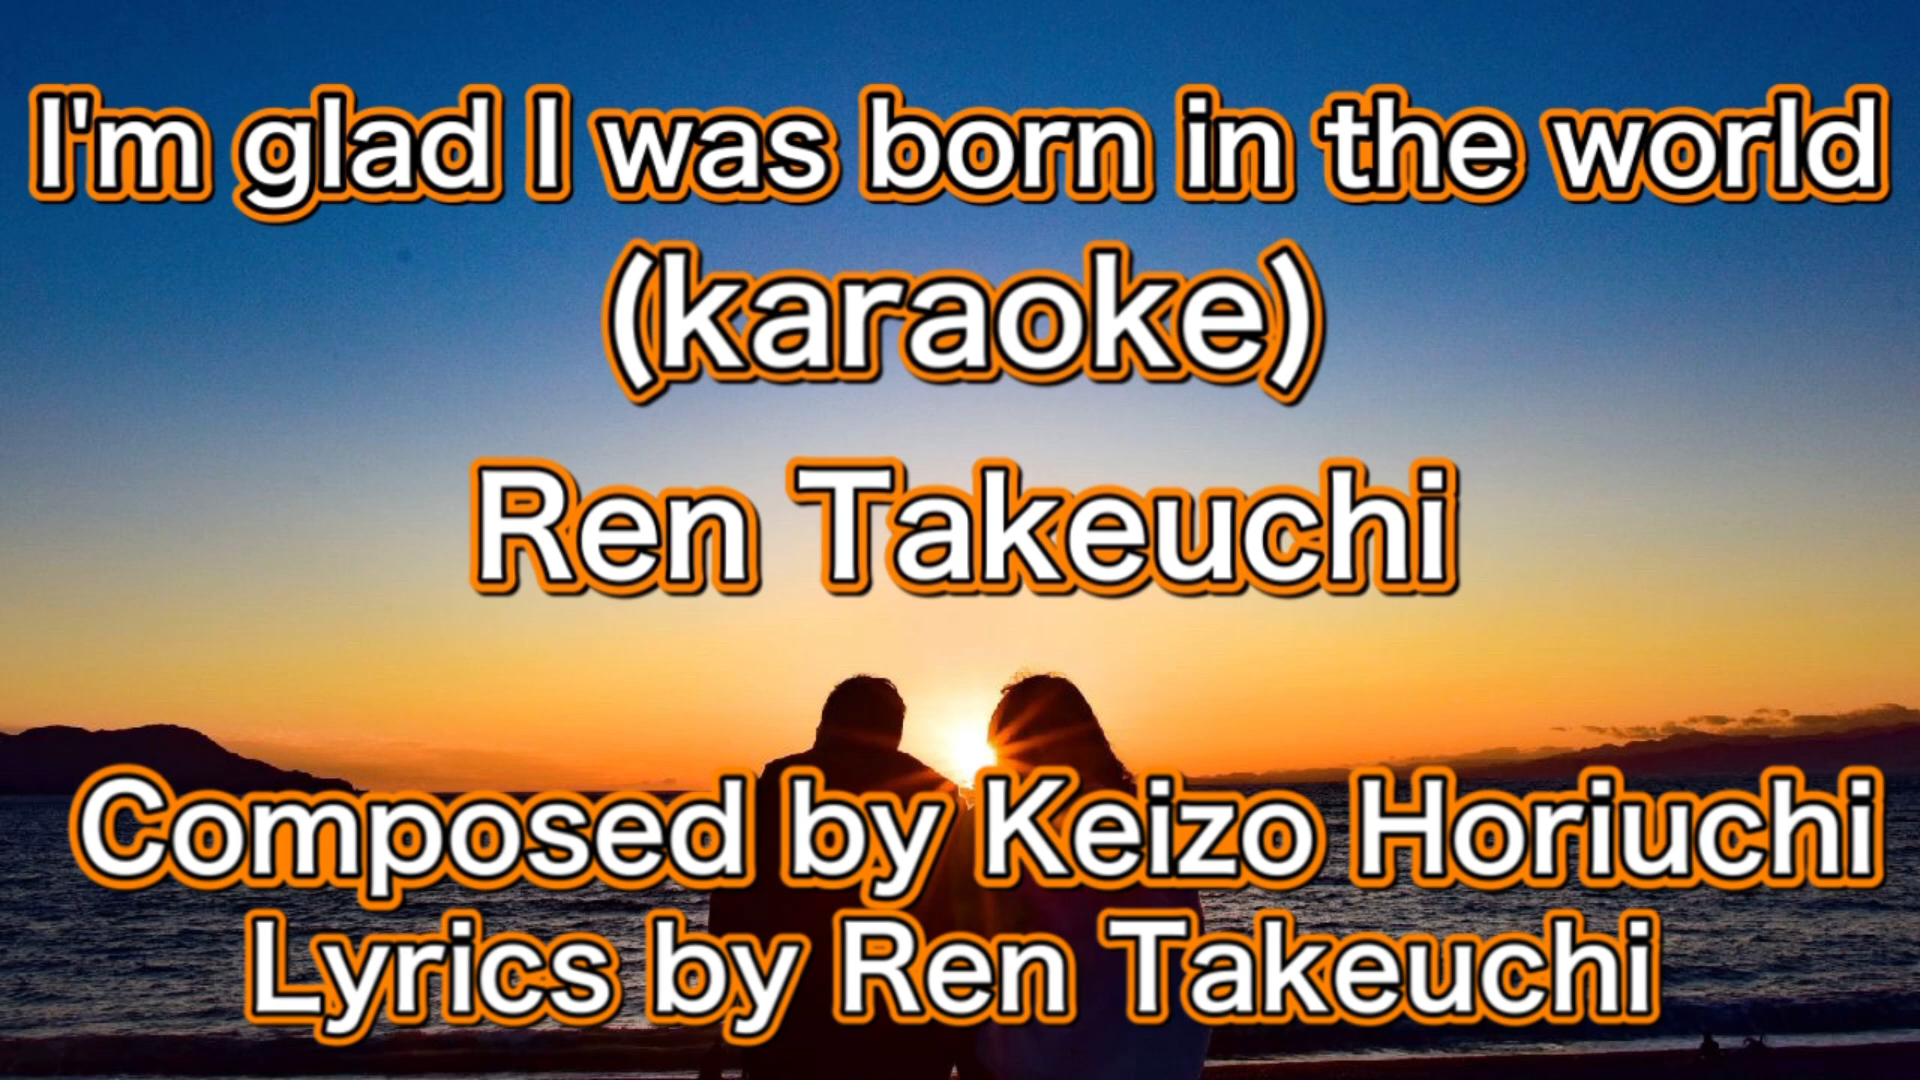 I'm glad I was born in the world
(karaoke)
Ren Takeuchi
Composed by Keizo Horiuchi
Lyrics by Ren Takeuchi